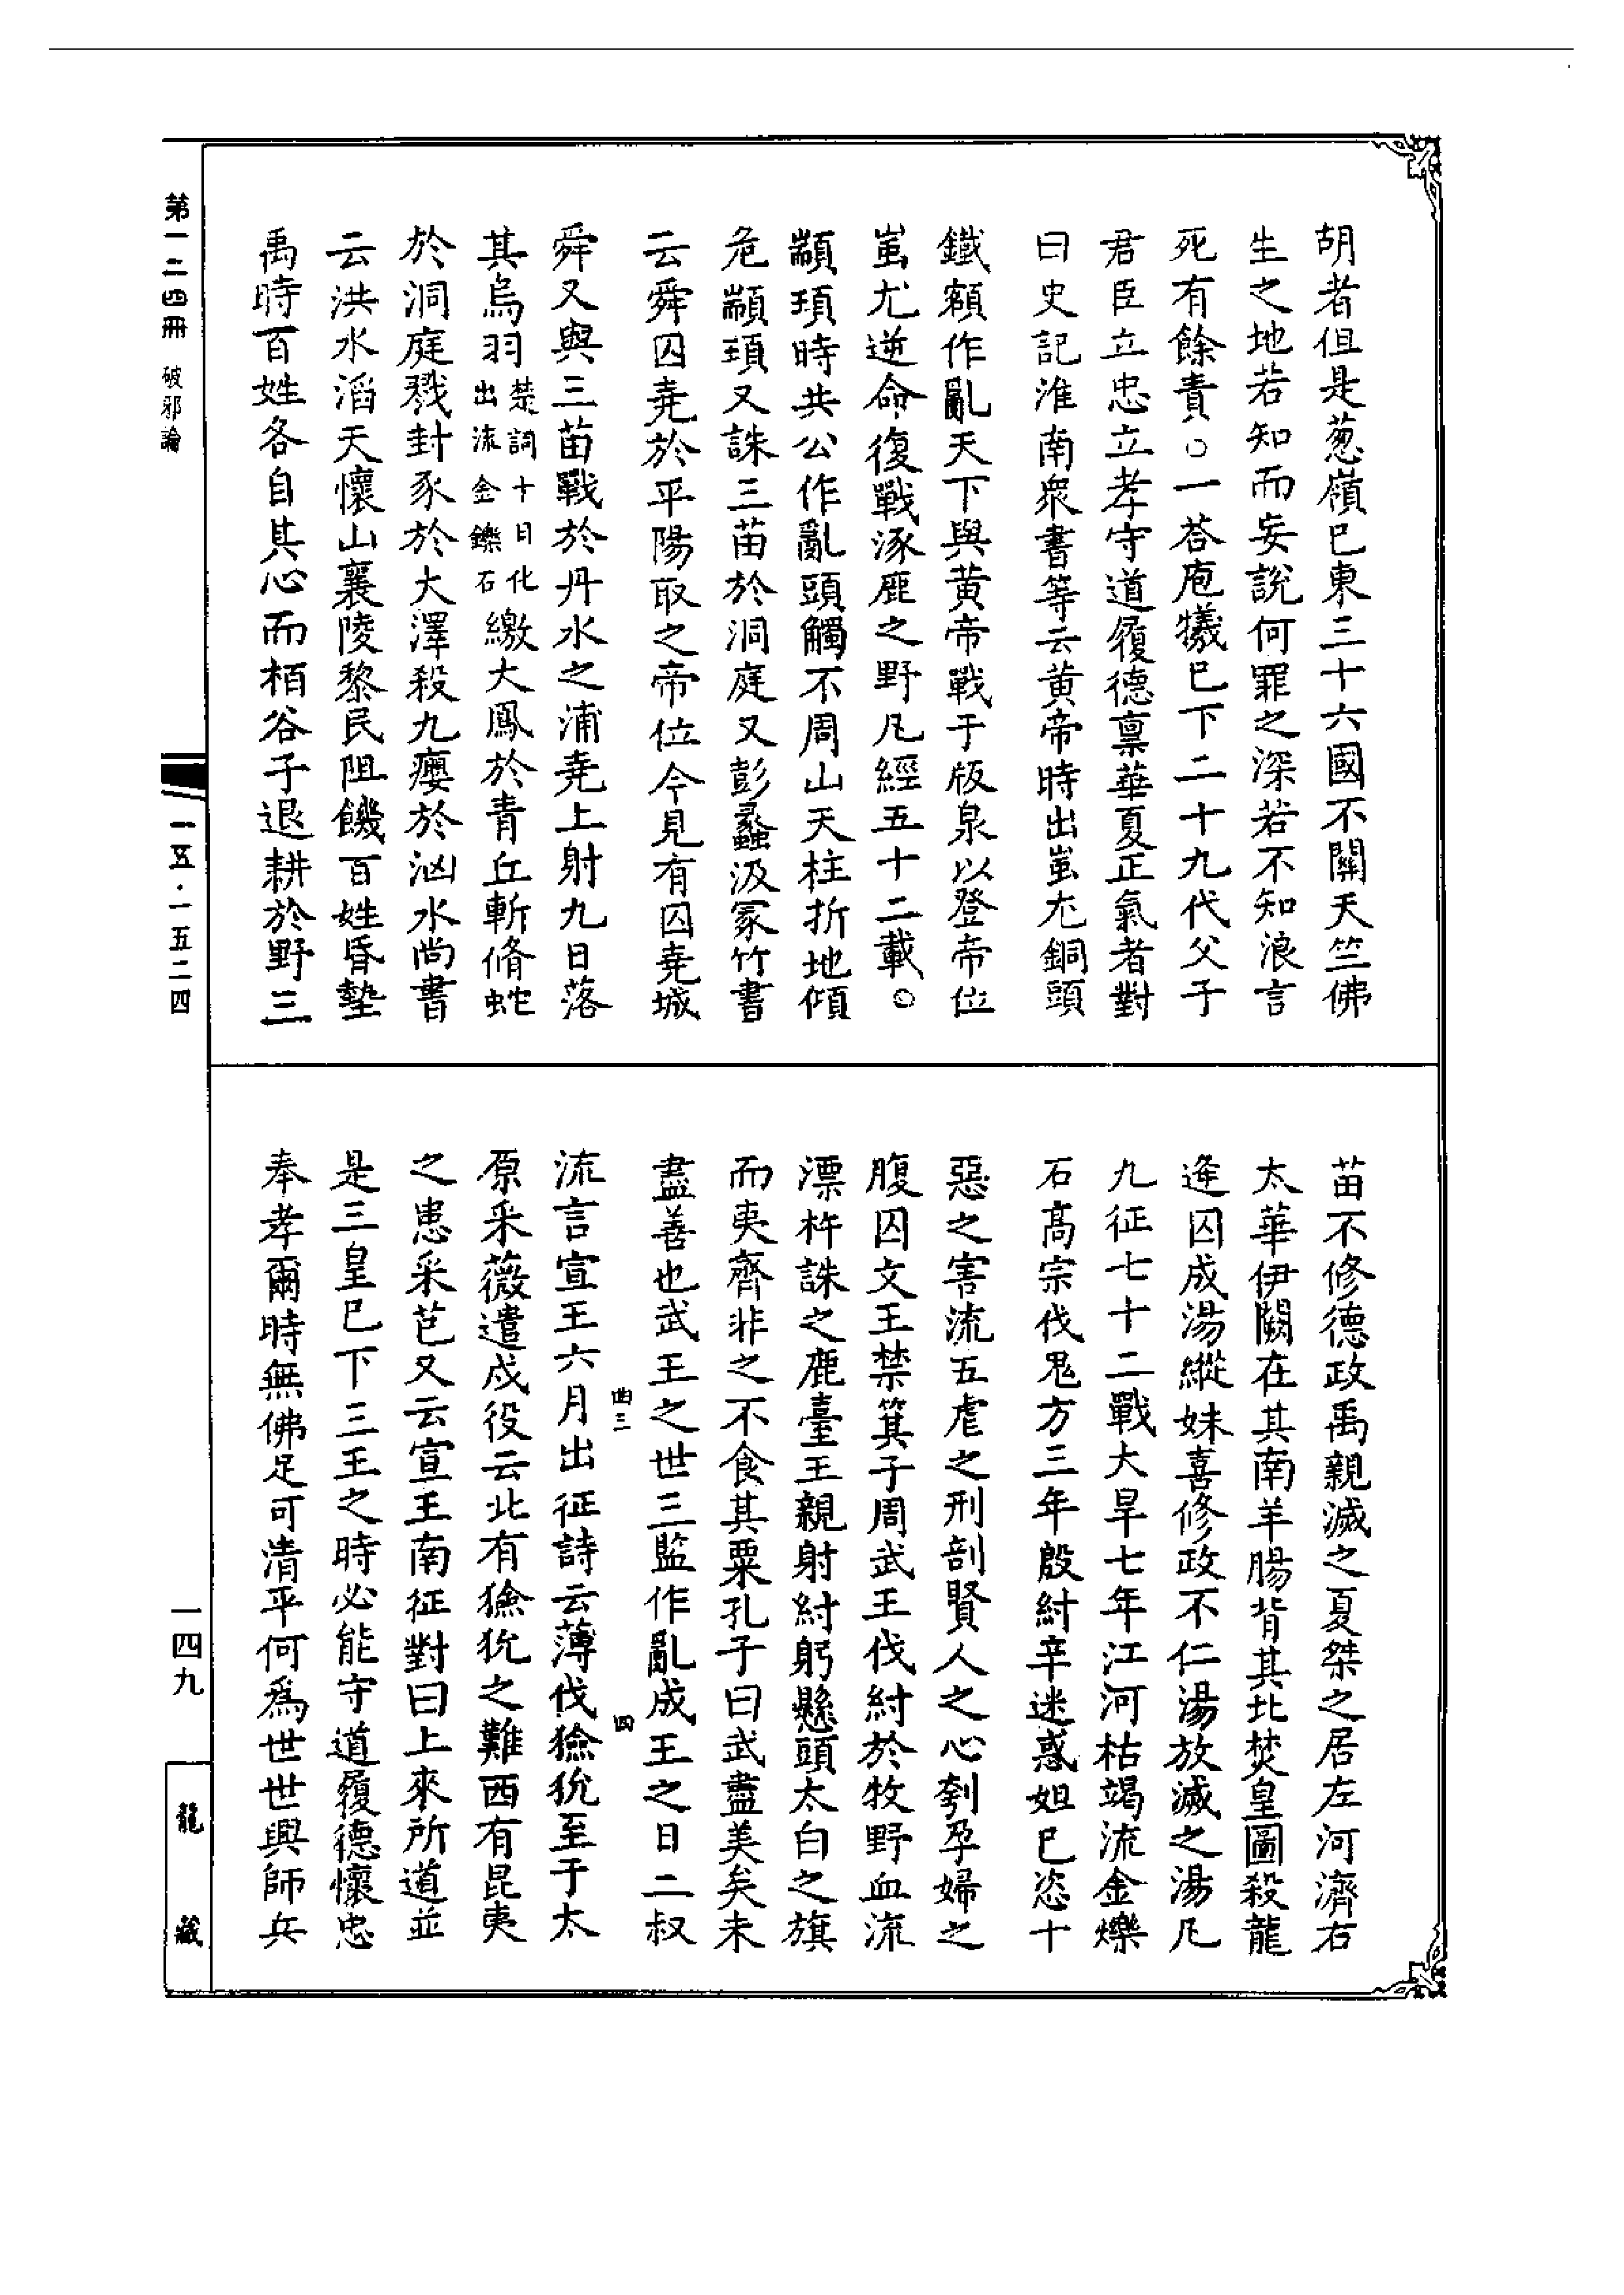 胡者但是葱嶺巳東三十六國不關天竺佛
生之地若知而妄說何罪之深若不知浪言
死有餘責○一荅庖犧巳下二十九代父子
君臣立忠立孝守道履德禀華夏正氣者對
曰史記淮南衆書等云黃帝時出蚩尤銅頭
鐵額作亂天下與黃帝戰于版泉以登帝位
蚩尤逆命復戰涿鹿之野凡經五十二載○
顓頊時共公作亂頭觸不周山天柱折地傾
危顓頊又誅三苗於洞庭又彭蠡汲冢竹書
云舜囚堯於平陽取之帝位今見有囚堯城
舜又與三苗戰於丹水之浦堯上射九日落
其烏羽楚詞十日化出流金鑠石繳大鳳於青丘斬脩蛇
於洞庭戮封豕於大澤殺九瘿於汹水尚書
云洪水滔天懷山襄陵黎民阻饑百姓昏墊
禹時百姓各自其心而栢谷子退耕於野三
苗不修德政禹親滅之夏桀之居左河濟右
太華伊闕在其南羊腸背其北焚皇圖殺龍
逄囚成湯縱妹喜修政不仁湯放滅之湯凡
九征七十二戰大旱七年江河枯竭流金爍
石高宗伐鬼方三年殷紂辛迷惑妲巳恣十
惡之害流五虐之刑剖賢人之心刳孕婦之
腹囚文王禁箕子周武王伐紂於牧野血流
漂杵誅之鹿臺王親射紂躬懸頭太白之旗
而夷齊非之不食其粟孔子曰武盡美矣未
盡善也武王之世三監作亂成王之日二叔
曲三 四
流言宣王六月出征詩云薄伐獫狁至于太
原采薇遣戍役云北有獫狁之難西有昆夷
之患采芑又云宣王南征對曰上來所道並
是三皇巳下三王之時必能守道履德懷忠
奉孝爾時無佛足可清平何爲世世興師兵
第一二四冊 破邪論
一五·一五二四
一四九
龍藏